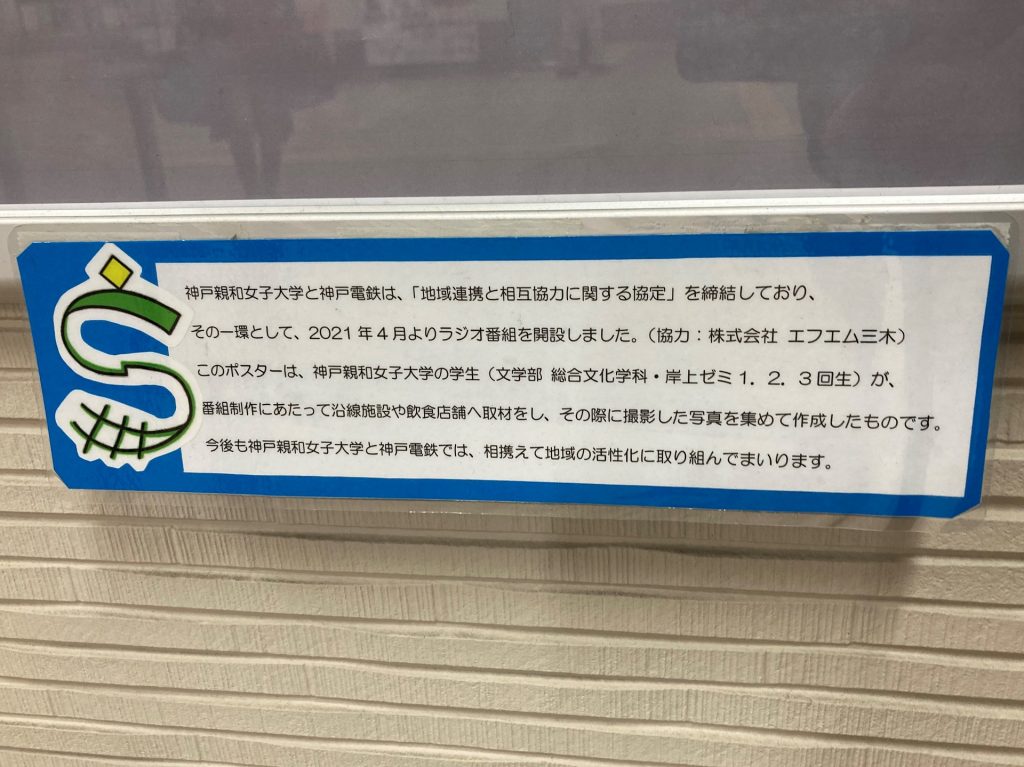 神戸親和女子大学と神戸電鉄は、「地域連携と相互協力に関する協定」を締結しており、
その一環として、2021年4月よりラジオ番組を開設しました。（協力：株式会社 エフエム三木）
このポスターは、神戸親和女子大学の学生（文学部 総合文化学科・岸上ゼミ1．2．3回生）が、
番組制作にあたって沿線施設や飲食店舗へ取材をし、その際に撮影した写真を集めて作成したものです。
今後も神戸親和女子大学と神戸電鉄では、相携えて地域の活性化に取り組んでまいります。